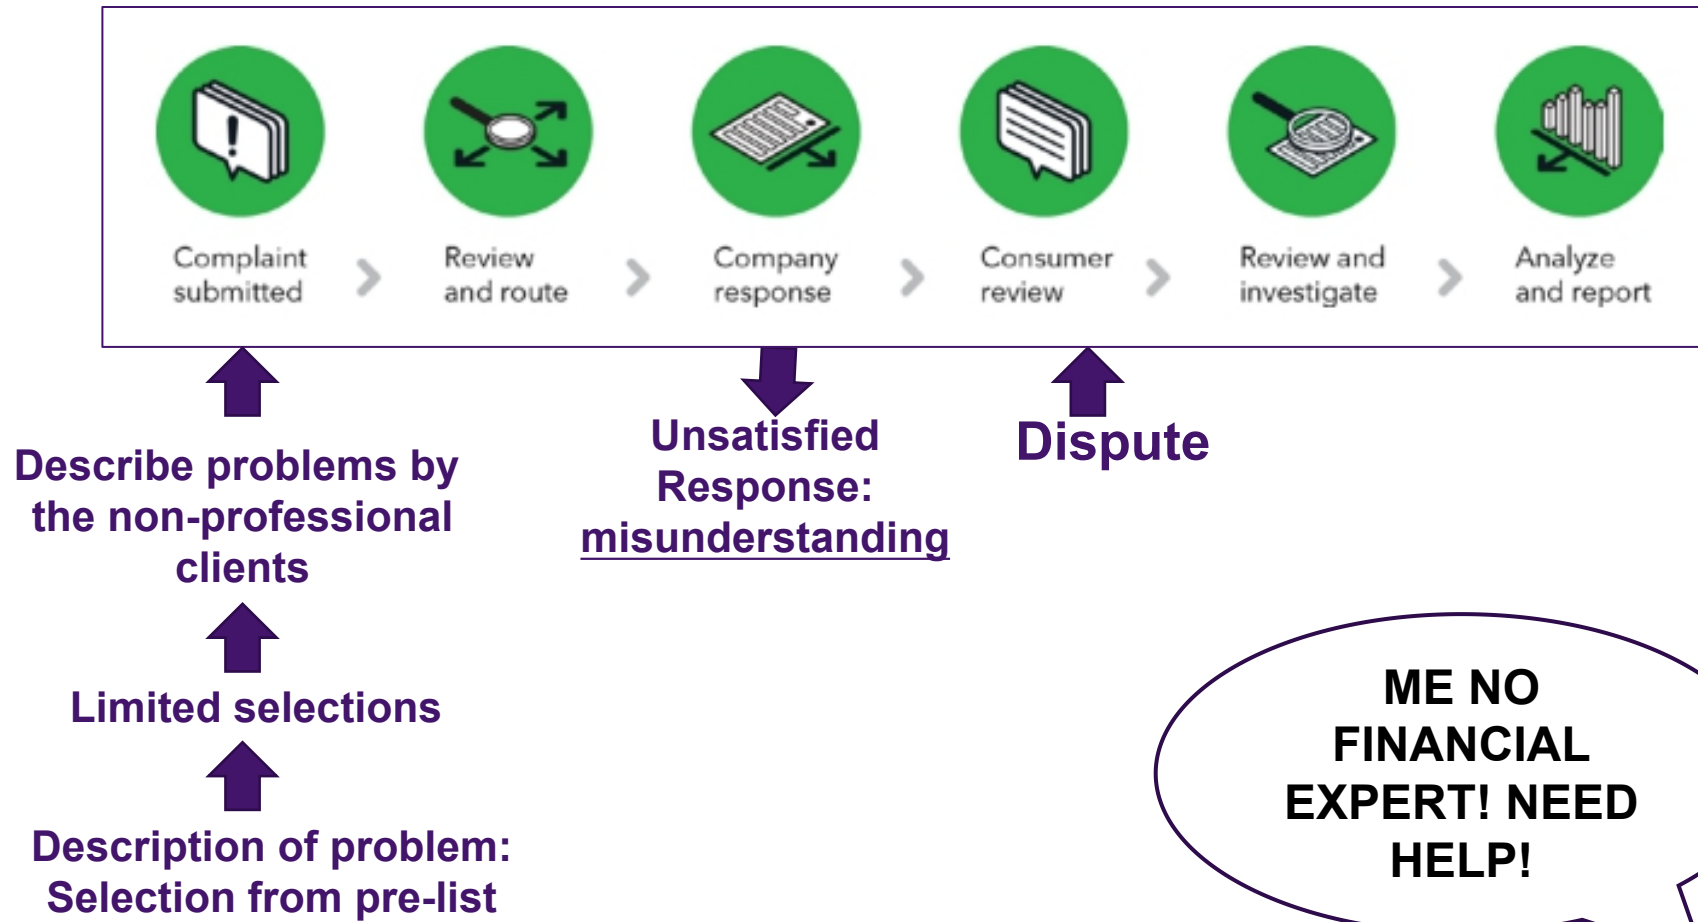 Complaint
submitted
Review
and route
Company
response
Consumer
review
Review and
investigate
Analyze
and report
Describe problems by
the non-professional
clients
Limited selections
Description of problem:
Selection from pre-list
Unsatisfied
Response:
misunderstanding
Dispute
ME NO
FINANCIAL
EXPERT! NEED
HELP!